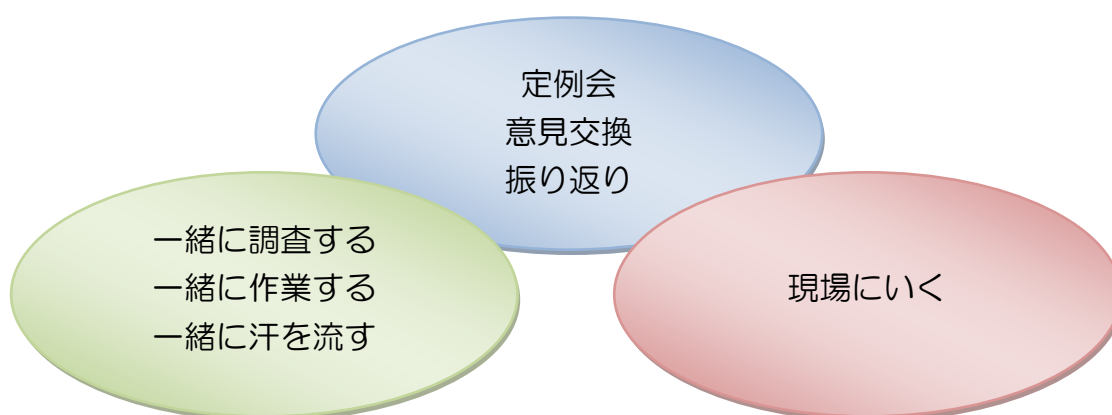 定例会
意見交換
振り返り
一緒に調査する
一緒に作業する
一緒に汗を流す
現場にいく